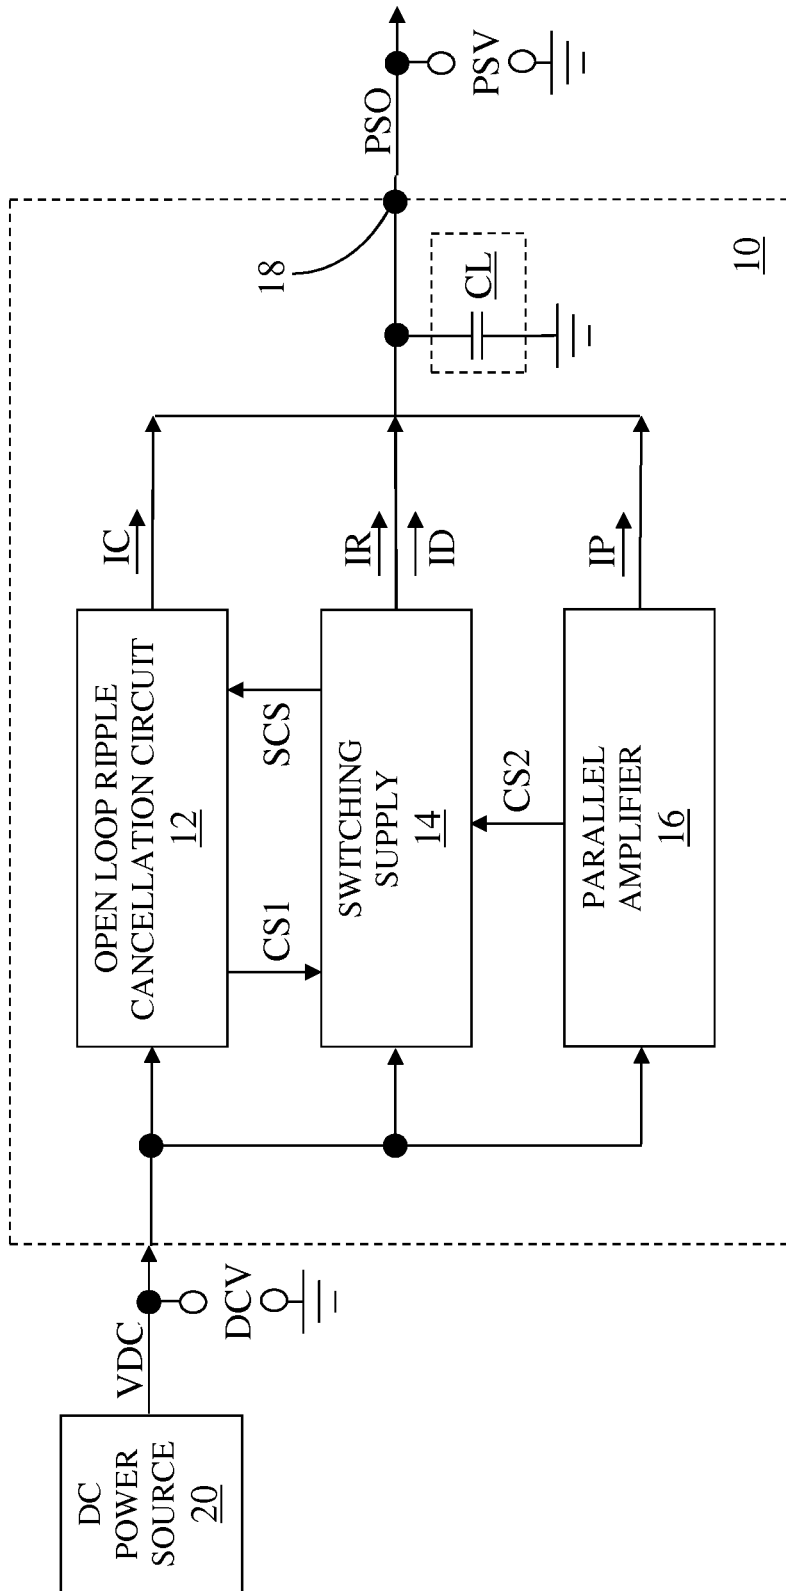 DC
POWER
SOURCE
20
VDC
DCV
OPEN LOOP RIPPLE
CANCELLATION CIRCUIT
12
CS1
SCS
SWITCHING
SUPPLY
14
CS2
PARALLEL
AMPLIFIER
16
IC
IR
ID
IP
18
CL
10
PSO
PSV